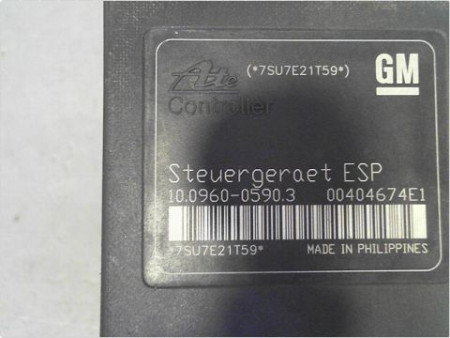 Ate (*7SU7E21T59*) GM
Controller
Steuergeraet ESP
10.0960-0590.3 00404674E1
*7SU7E21T59* MADE IN PHILIPPINES